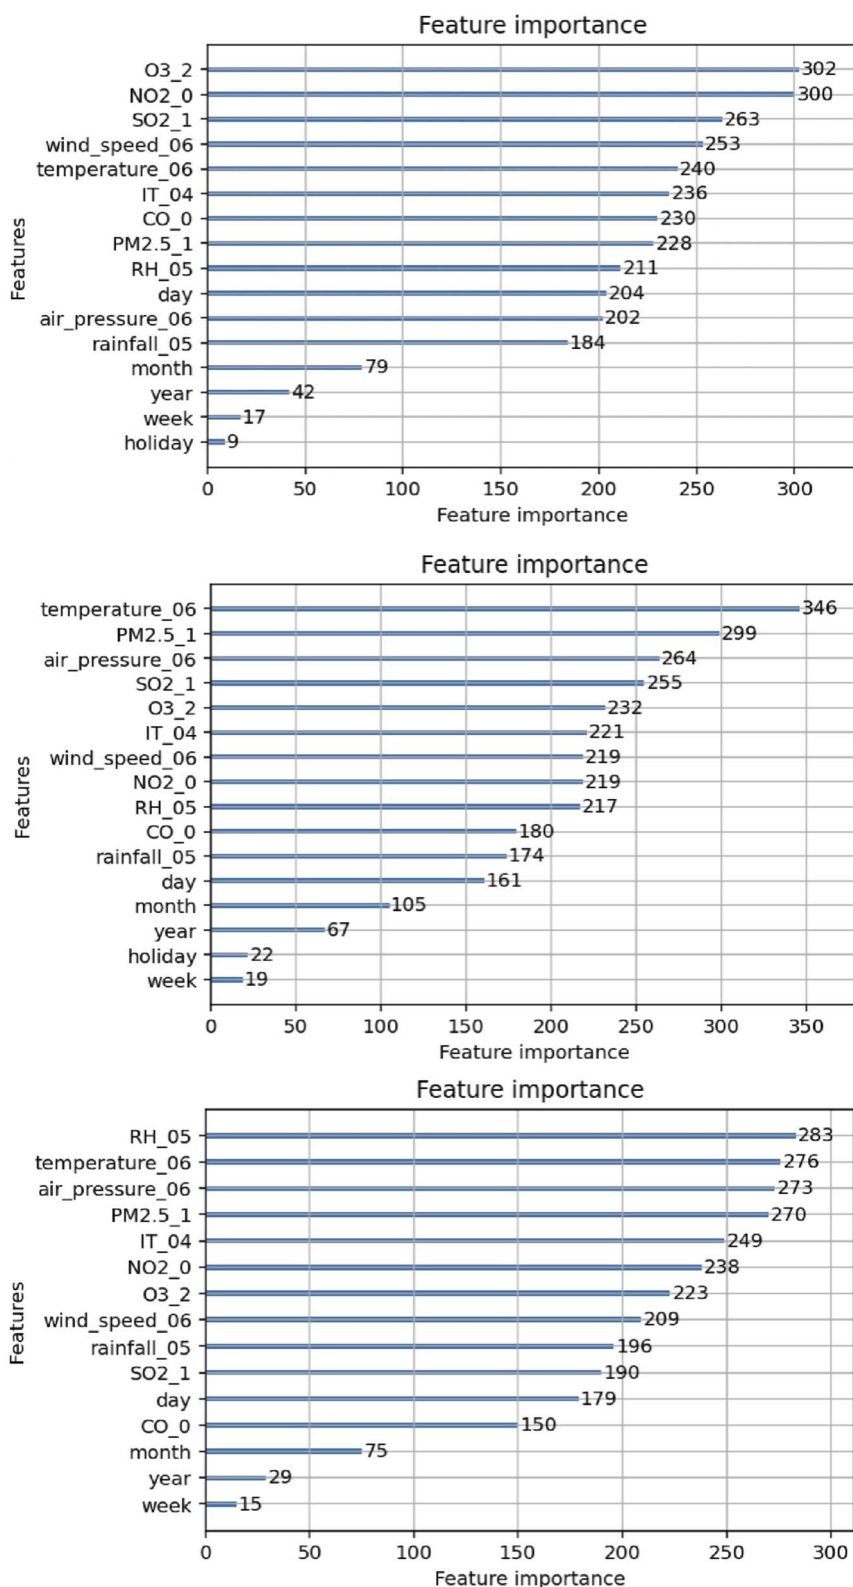 Feature importance
O3_2 302
NO2_0 300
SO2_1 263
wind_speed_06 253
temperature_06 240
IT_04 236
CO_0 230
PM2.5_1 228
RH_05 211
day 204
air_pressure_06 202
rainfall_05 184
month 79
year 42
week 17
holiday 9
Features
0 50 100 150 200 250 300
Feature importance
Feature importance
temperature_06 346
PM2.5_1 299
air_pressure_06 264
SO2_1 255
O3_2 232
IT_04 221
wind_speed_06 219
NO2_0 219
RH_05 217
CO_0 180
rainfall_05 174
day 161
month 105
year 67
holiday 22
week 19
Features
0 50 100 150 200 250 300 350
Feature importance
Feature importance
RH_05 283
temperature_06 276
air_pressure_06 273
PM2.5_1 270
IT_04 249
NO2_0 238
O3_2 223
wind_speed_06 209
rainfall_05 196
SO2_1 190
day 179
CO_0 150
month 75
year 29
week 15
Features
0 50 100 150 200 250 300
Feature importance